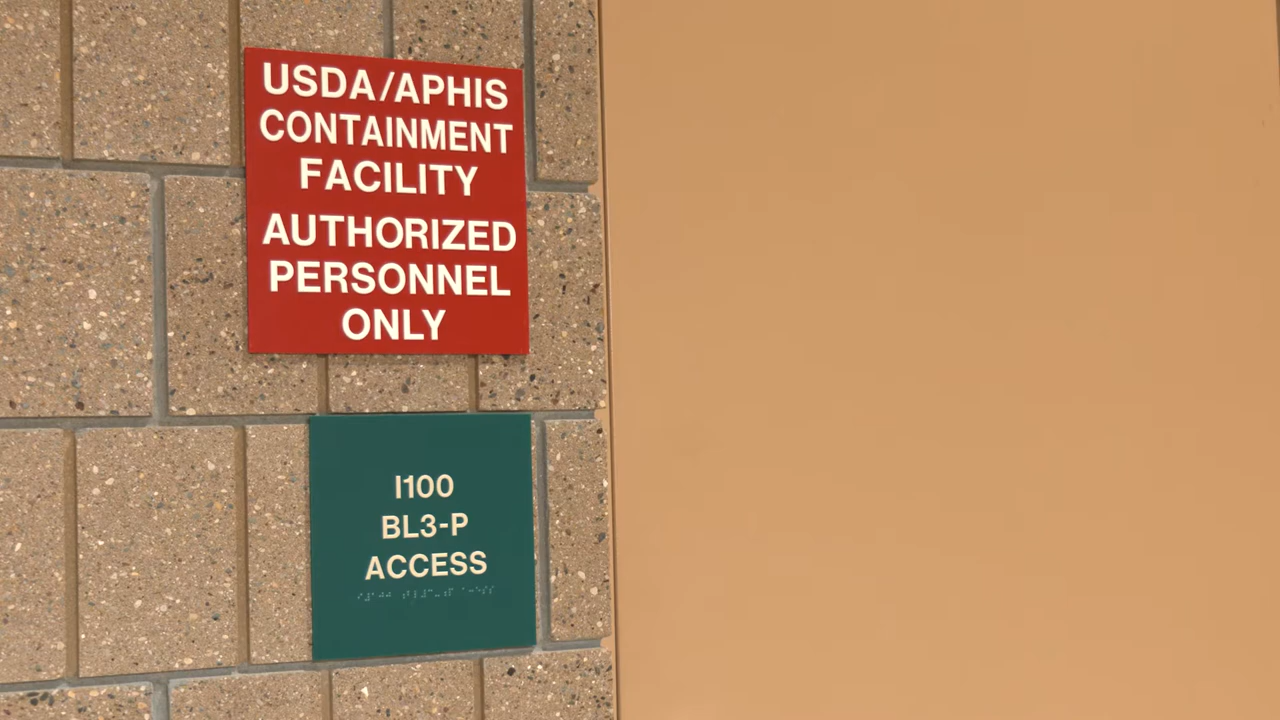 USDA/APHIS
CONTAINMENT
FACILITY
AUTHORIZED
PERSONNEL
ONLY
I100
BL3-P
ACCESS